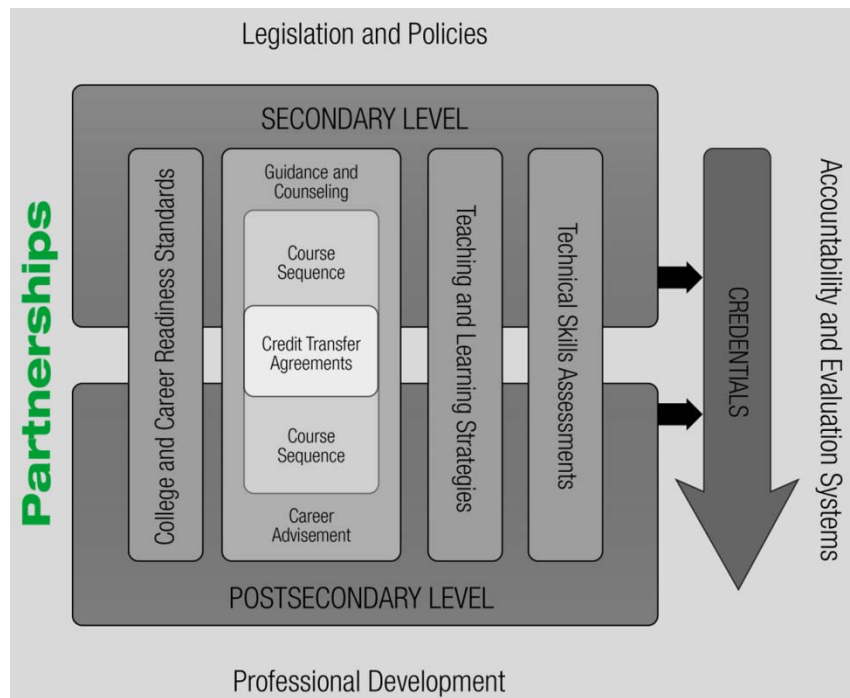 Legislation and Policies
SECONDARY LEVEL
Partnerships
College and Career Readiness Standards
Guidance and
Counseling
Course
Sequence
Credit Transfer
Agreements
Course
Sequence
Career
Advisement
Teaching and Learning Strategies
Technical Skills Assessments
CREDENTIALS
Accountability and Evaluation Systems
POSTSECONDARY LEVEL
Professional Development